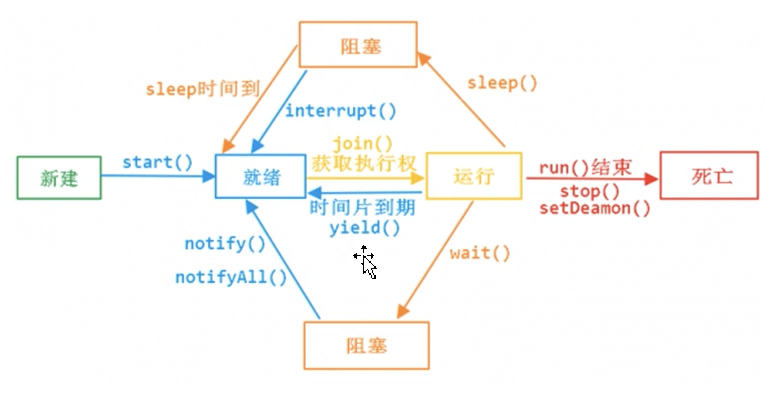 阻塞
sleep时间到
sleep()
interrupt()
join()
获取执行权
新建
start()
就绪
运行
run()结束
stop()
setDeamon()
死亡
时间片到期
yield()
notify()
notifyAll()
wait()
阻塞